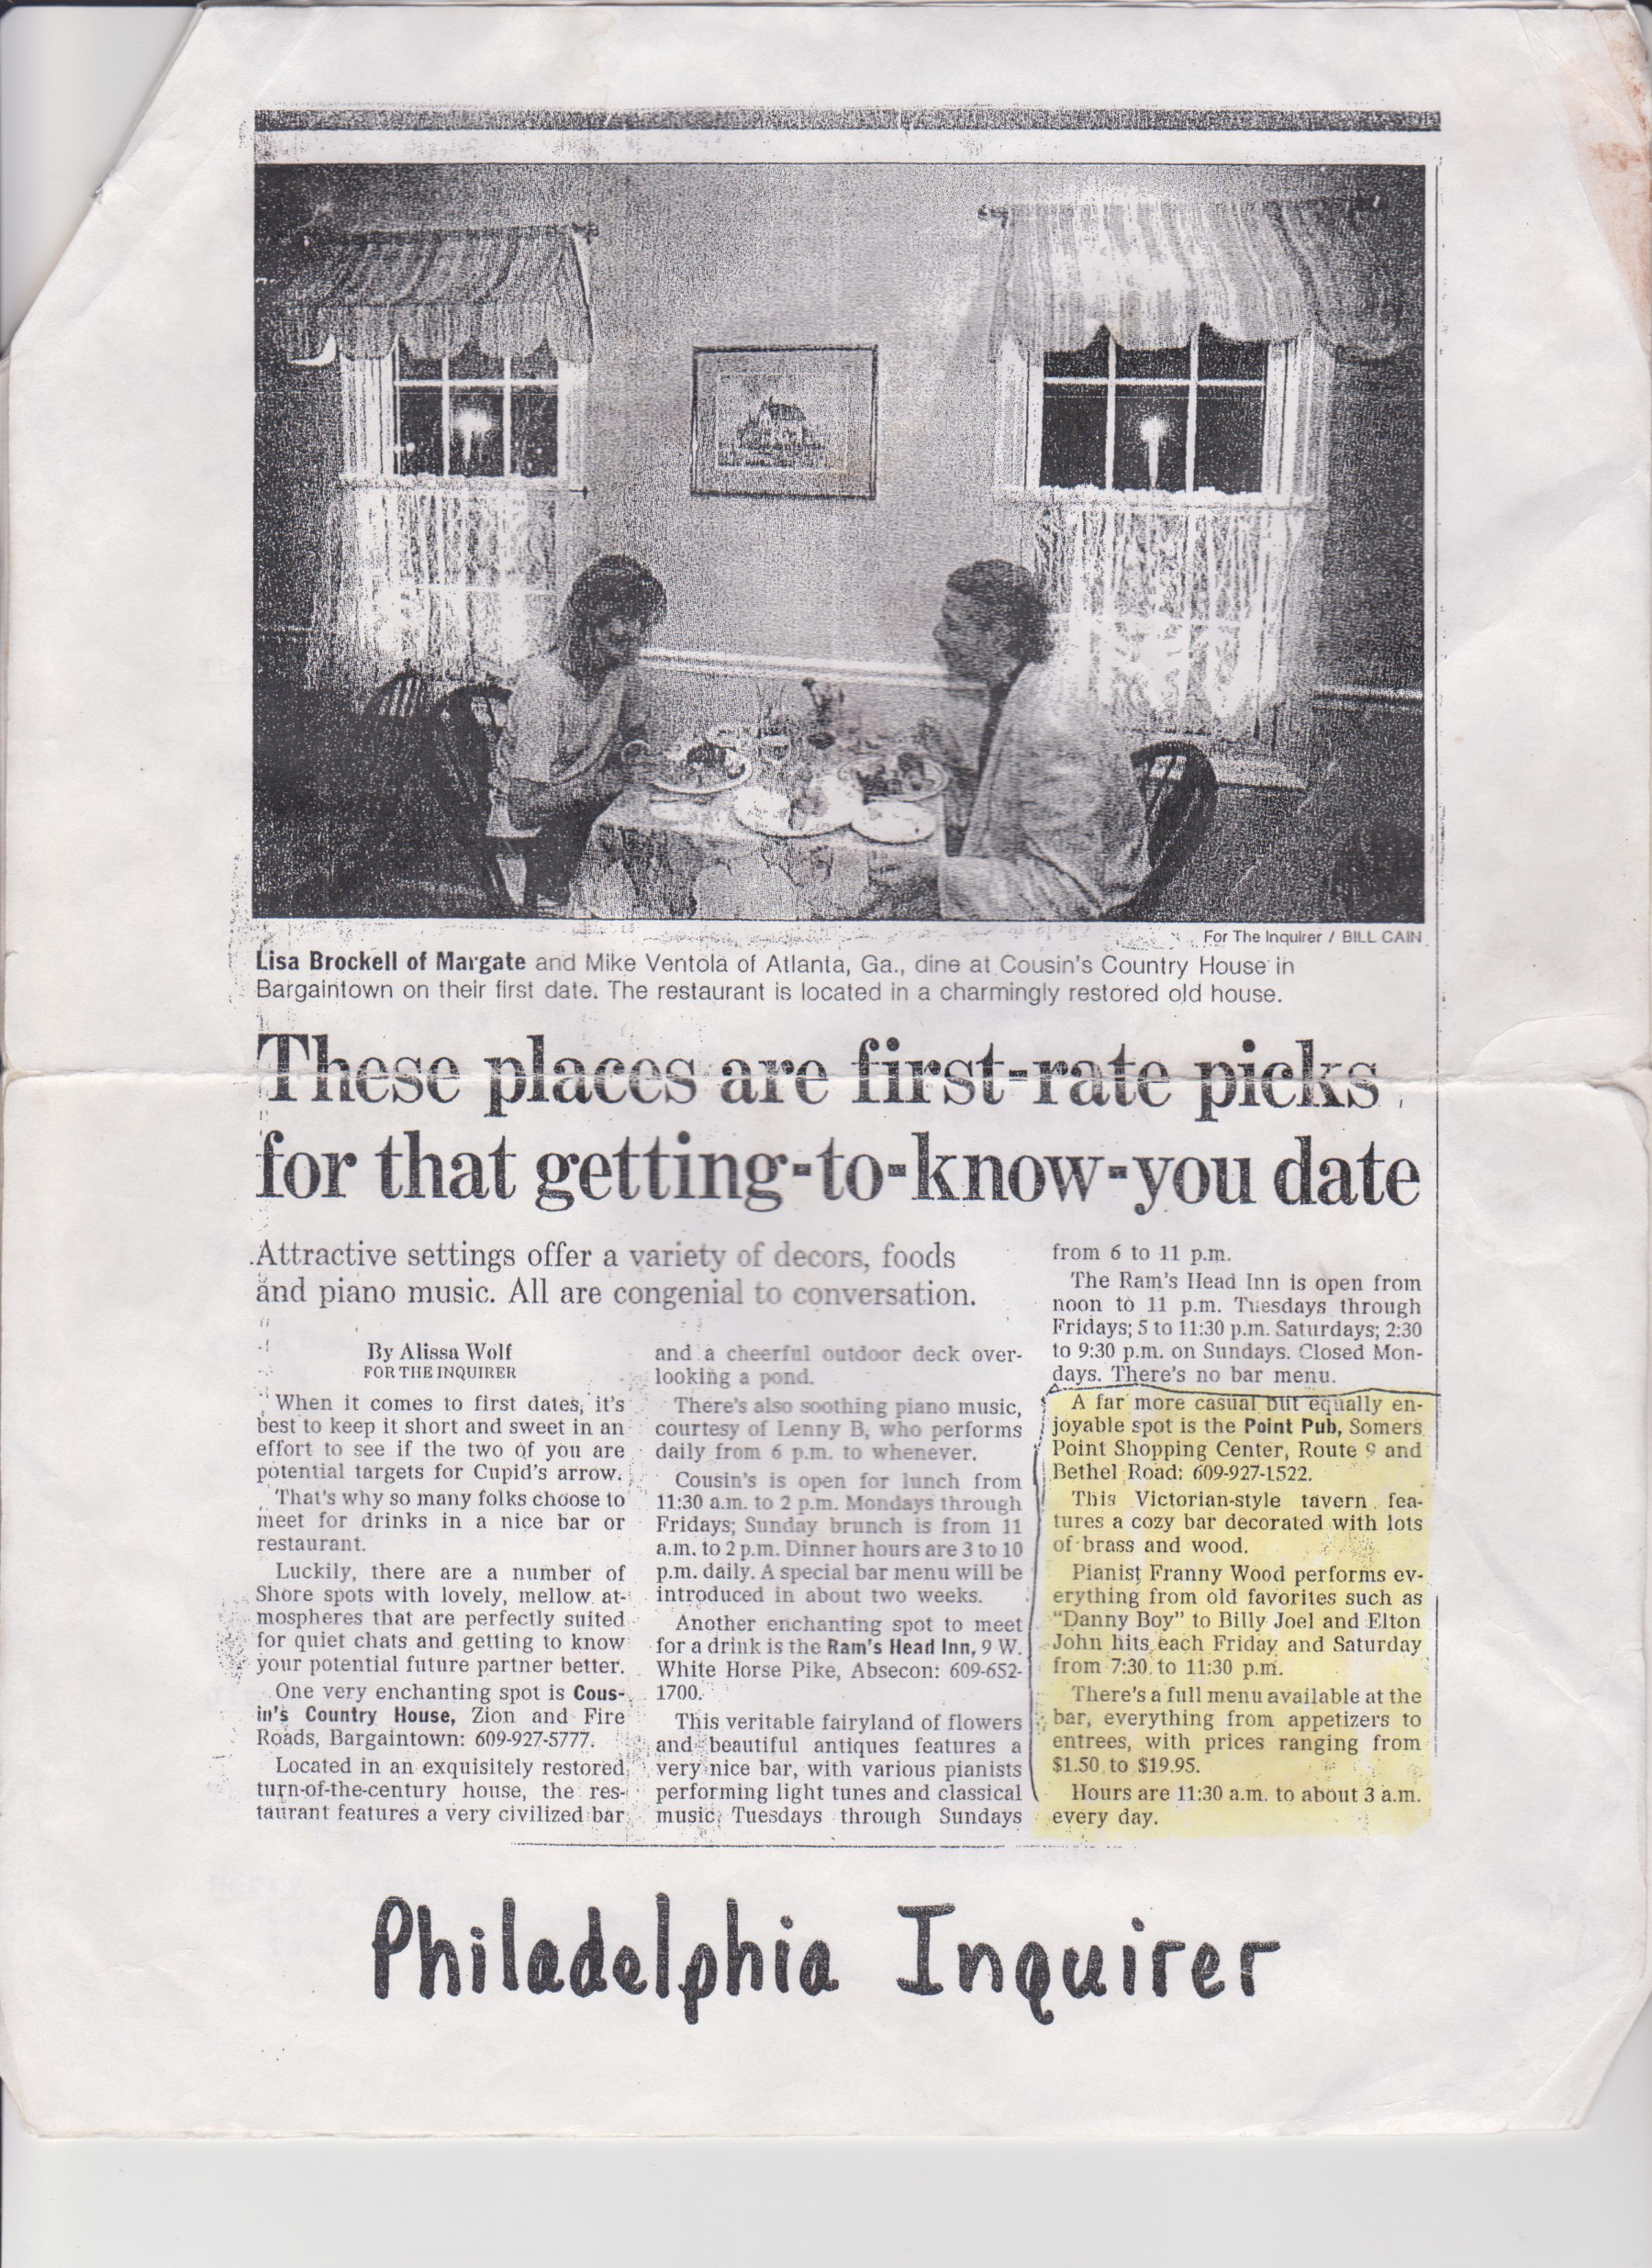 For The Inquirer / BILL CAIN
Lisa Brockell of Margate and Mike Ventola of Atlanta, Ga., dine at Cousin's Country House in
Bargaintown on their first date. The restaurant is located in a charmingly restored old house.
These places are first-rate picks
for that getting-to-know-you date
Attractive settings offer a variety of decors, foods
and piano music. All are congenial to conversation.
By Alissa Wolf
FOR THE INQUIRER
When it comes to first dates, it's
best to keep it short and sweet in an
effort to see if the two of you are
potential targets for Cupid's arrow.
That's why so many folks choose to
meet for drinks in a nice bar or
restaurant.
Luckily, there are a number of
Shore spots with lovely, mellow at-
mospheres that are perfectly suited
for quiet chats and getting to know
your potential future partner better.
One very enchanting spot is Cous-
in's Country House, Zion and Fire
Roads, Bargaintown: 609-927-5777.
Located in an exquisitely restored
turn-of-the-century house, the res-
taurant features a very civilized bar
and a cheerful outdoor deck over-
looking a pond.
There's also soothing piano music,
courtesy of Lenny B, who performs
daily from 6 p.m. to whenever.
Cousin's is open for lunch from
11:30 a.m. to 2 p.m. Mondays through
Fridays; Sunday brunch is from 11
a.m. to 2 p.m. Dinner hours are 3 to 10
p.m. daily. A special bar menu will be
introduced in about two weeks.
Another enchanting spot to meet
for a drink is the Ram's Head Inn, 9 W.
White Horse Pike, Absecon: 609-652-
1700.
This veritable fairyland of flowers
and beautiful antiques features a
very nice bar, with various pianists
performing light tunes and classical
music, Tuesdays through Sundays
from 6 to 11 p.m.
The Ram's Head Inn is open from
noon to 11 p.m. Tuesdays through
Fridays; 5 to 11:30 p.m. Saturdays; 2:30
to 9:30 p.m. on Sundays. Closed Mon-
days. There's no bar menu.
A far more casual but equally en-
joyable spot is the Point Pub, Somers
Point Shopping Center, Route 9 and
Bethel Road: 609-927-1522.
This Victorian-style tavern fea-
tures a cozy bar decorated with lots
of brass and wood.
Pianist Franny Wood performs ev-
erything from old favorites such as
"Danny Boy" to Billy Joel and Elton
John hits each Friday and Saturday
from 7:30 to 11:30 p.m.
There's a full menu available at the
bar, everything from appetizers to
entrees, with prices ranging from
$1.50 to $19.95.
Hours are 11:30 a.m. to about 3 a.m.
every day.
Philadelphia Inquirer